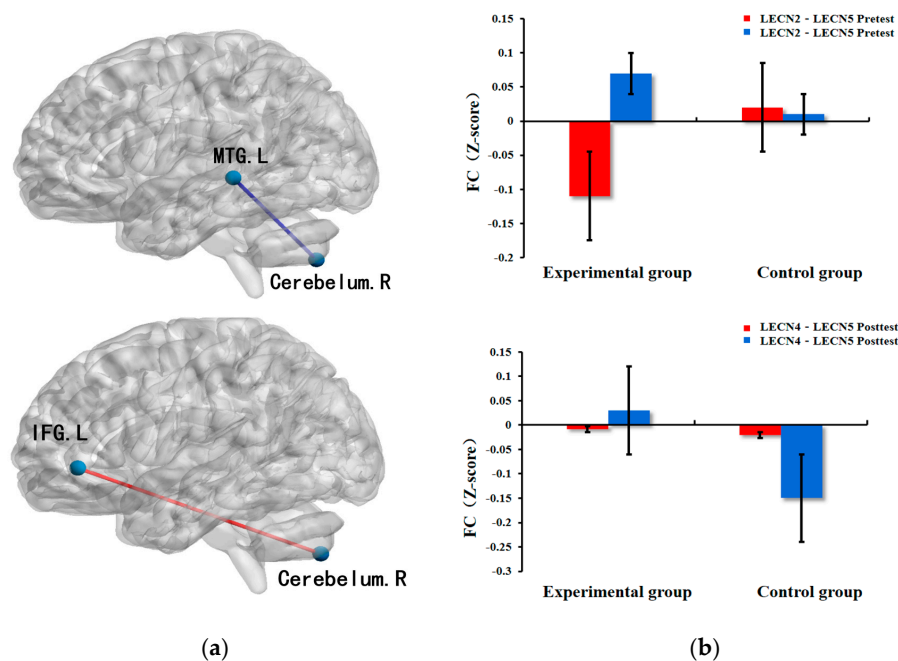 MTG.L
Cerebelum.R
LECN2 - LECN5 Pretest
LECN2 - LECN5 Pretest
FC（Z-score）
0.15
0.1
0.05
0
-0.05
-0.1
-0.15
-0.2
Experimental group
Control group
IFG.L
Cerebelum.R
LECN4 - LECN5 Posttest
LECN4 - LECN5 Posttest
FC（Z-score）
0.15
0.1
0.05
0
-0.05
-0.1
-0.15
-0.2
-0.25
-0.3
Experimental group
Control group
(a)
(b)